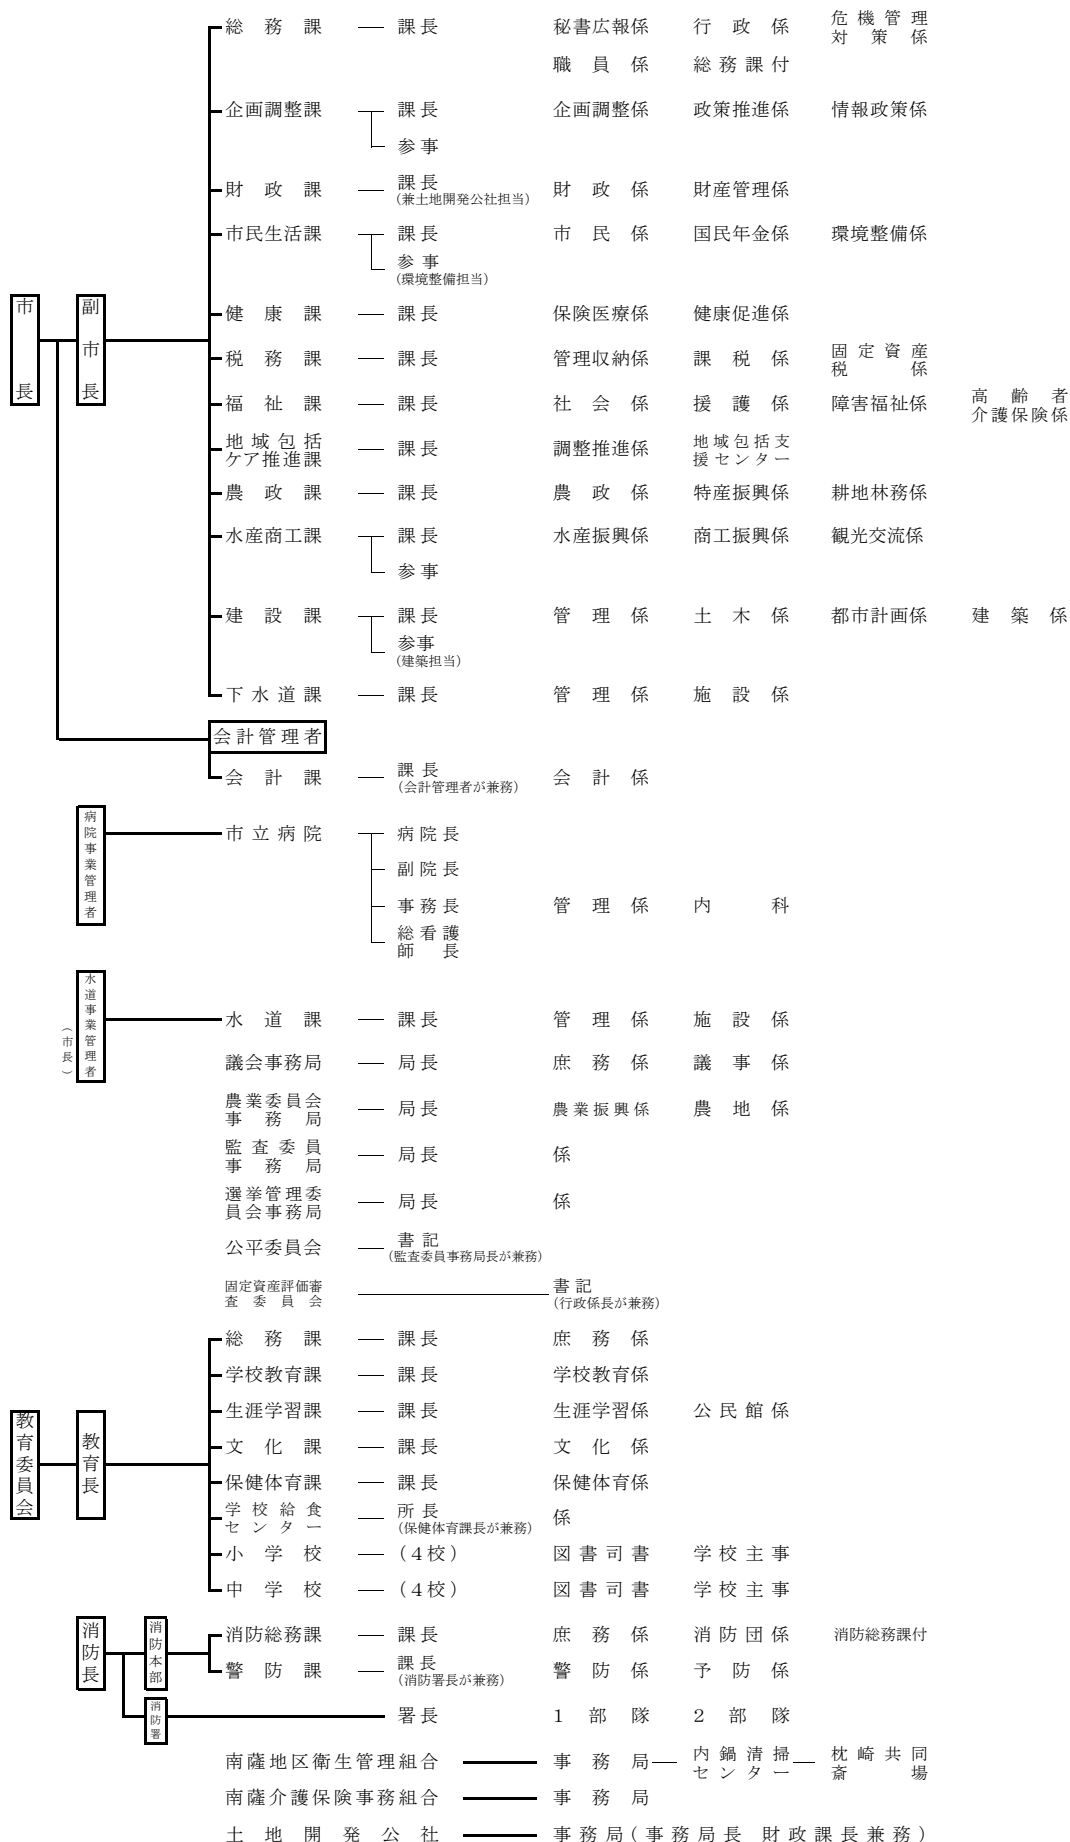 総務課 課長 秘書広報係 行政係 危機管理対策係
職員係 総務課付
企画調整課 課長 企画調整係 政策推進係 情報政策係
参事
財政課 課長 財政係 財産管理係
(兼土地開発公社担当)
市民生活課 課長 市民係 国民年金係 環境整備係
参事
(環境整備担当)
市長 副市長
健康課 課長 保険医療係 健康促進係
税務課 課長 管理収納係 課税係 固定資産税係
福祉課 課長 社会係 援護係 障害福祉係 高齢者介護保険係
地域包括ケア推進課 課長 調整推進係 地域包括支援センター
農政課 課長 農政係 特産振興係 耕地林務係
水産商工課 課長 水産振興係 商工振興係 観光交流係
参事
建設課 課長 管理係 土木係 都市計画係 建築係
参事
(建築担当)
下水道課 課長 管理係 施設係
会計管理者
会計課 課長 会計係
(会計管理者が兼務)
病院事業管理者
市立病院 病院長
副院長
事務長 管理係 内科
総看護師長
水道事業管理者
(市長)
水道課 課長 管理係 施設係
議会事務局 局長 庶務係 議事係
農業委員会事務局 局長 農業振興係 農地係
監査委員事務局 局長 係
選挙管理委員会事務局 局長 係
公平委員会 書記
(監査委員事務局長が兼務)
固定資産評価審査委員会 書記
(行政係長が兼務)
総務課 課長 庶務係
学校教育課 課長 学校教育係
生涯学習課 課長 生涯学習係 公民館係
教育委員会 教育長
文化課 課長 文化係
保健体育課 課長 保健体育係
学校給食センター 所長 係
(保健体育課長が兼務)
小学校 (4校) 図書司書 学校主事
中学校 (4校) 図書司書 学校主事
消防長 消防本部
消防総務課 課長 庶務係 消防団係 消防総務課付
警防課 課長 警防係 予防係
(消防署長が兼務)
消防署 署長 1部隊 2部隊
南薩地区衛生管理組合 事務局 内鍋清掃センター 枕崎共同斎場
南薩介護保険事務組合 事務局
土地開発公社 事務局(事務局長 財政課長兼務)